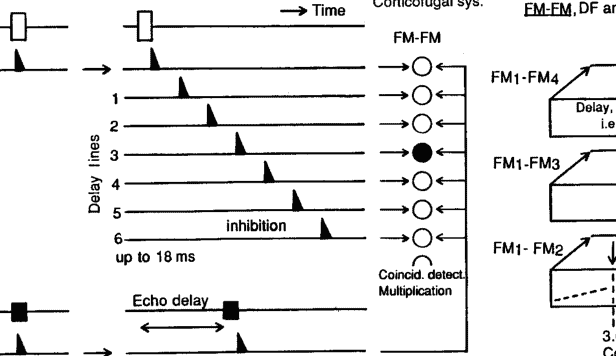 → Time
Corticofugal sys.
FM-FM, DF
FM-FM
FM1-FM4
Delay,
i.e
1
2
3
4
5
6
Delay lines
FM1-FM3
inhibition
up to 18 ms
FM1- FM2
Coincid. detect.
Multiplication
Echo delay
3.